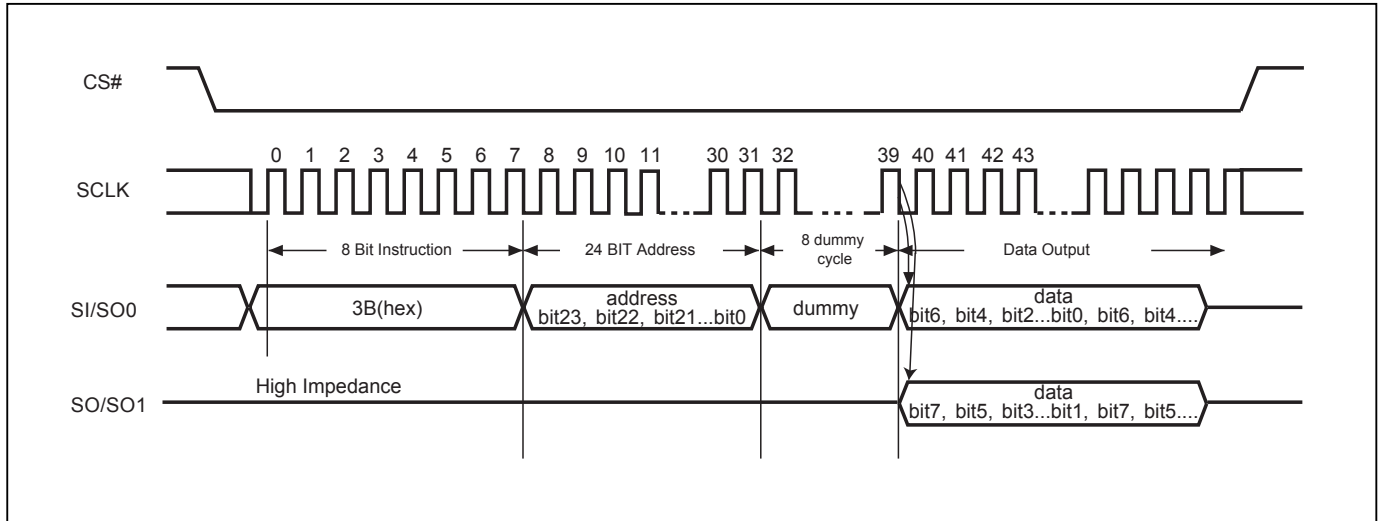 CS#
0 1 2 3 4 5 6 7 8 9 10 11 30 31 32 39 40 41 42 43
SCLK
8 Bit Instruction 24 BIT Address 8 dummy cycle Data Output
SI/SO0
3B(hex)
address
bit23, bit22, bit21...bit0
dummy
data
bit6, bit4, bit2...bit0, bit6, bit4....
High Impedance
SO/SO1
data
bit7, bit5, bit3...bit1, bit7, bit5....